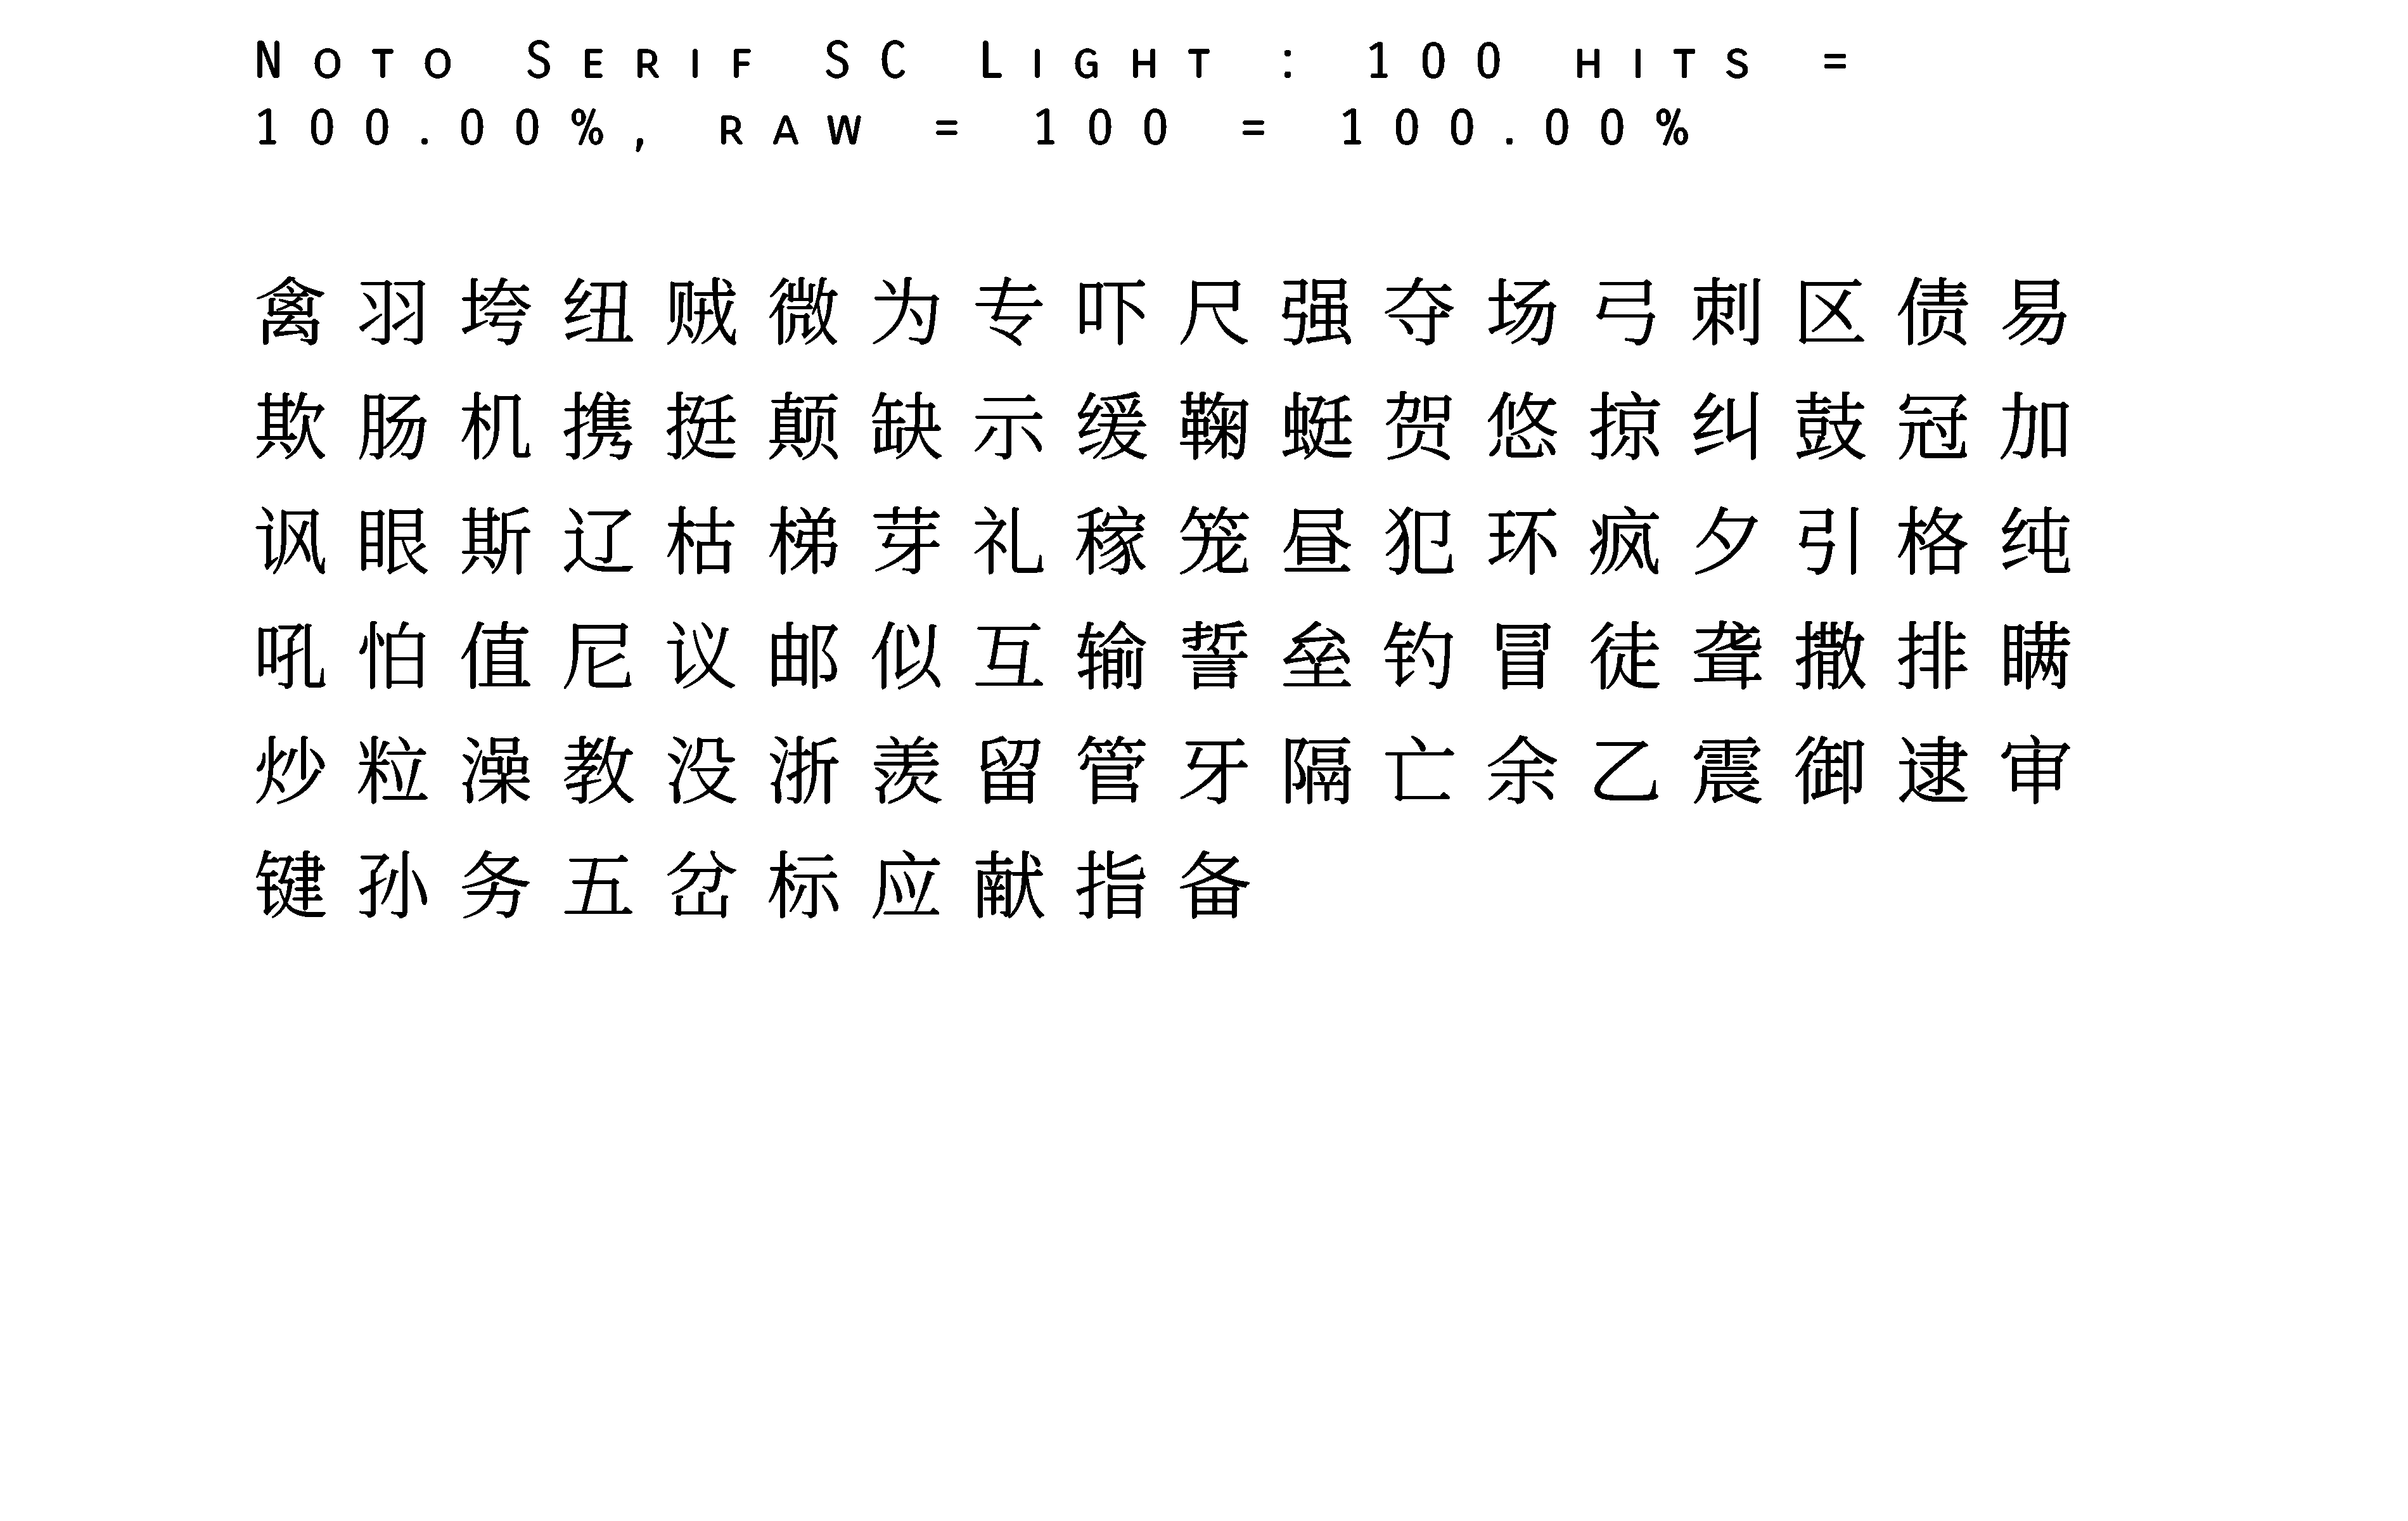 Noto Serif SC Light : 100 hits =
100.00%, raw = 100 = 100.00%
禽羽垮纽贼微为专吓尺强夺场弓刺区债易
欺肠机携挺颠缺示缓鞠蜓贺悠掠纠鼓冠加
讽眼斯辽枯梯芽礼稼笼昼犯环疯夕引格纯
吼怕值尼议邮似互输誓垒钓冒徒聋撒排瞒
炒粒澡教没浙羡留管牙隔亡余乙震御逮审
键孙务五岔标应献指备